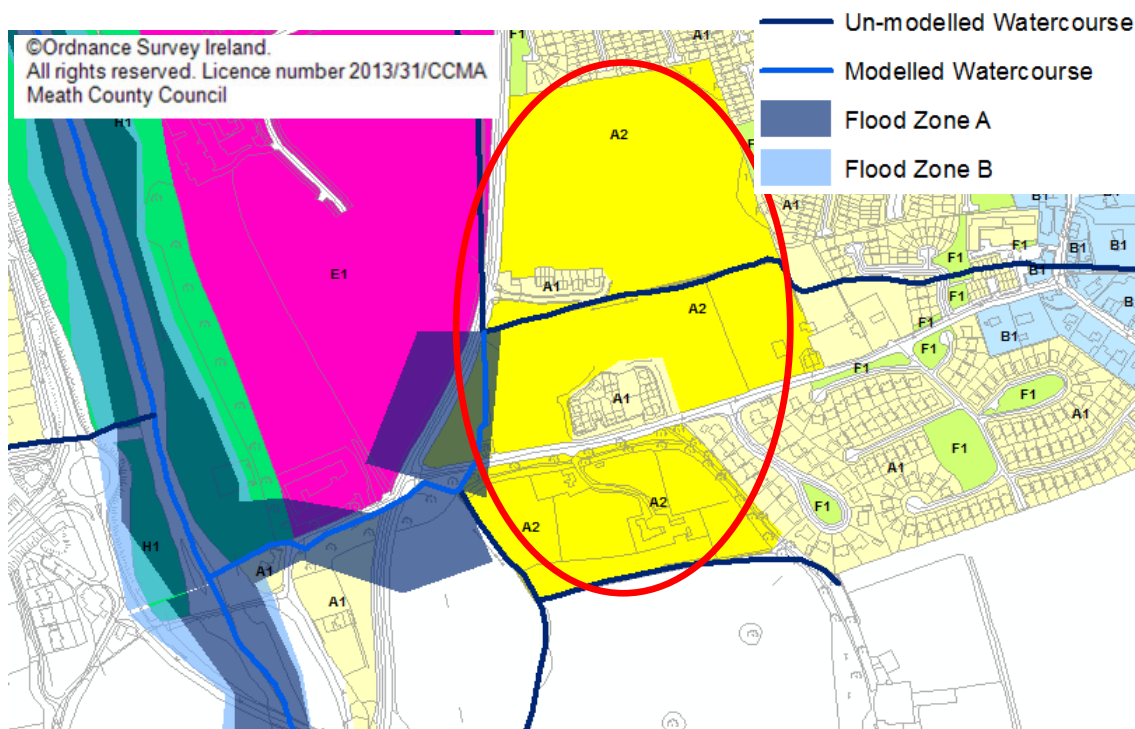 ©Ordnance Survey Ireland.
All rights reserved. Licence number 2013/31/CCMA
Meath County Council
Un-modelled Watercourse
Modelled Watercourse
Flood Zone A
Flood Zone B
F1
A1
H1
A2
A1
B1
F1
F1
B1
B1
E1
A1
A2
F1
B1
F1
B1
F1
F1
F1
A1
F1
A1
F1
A1
F1
A2
A2
H1
A1
A1